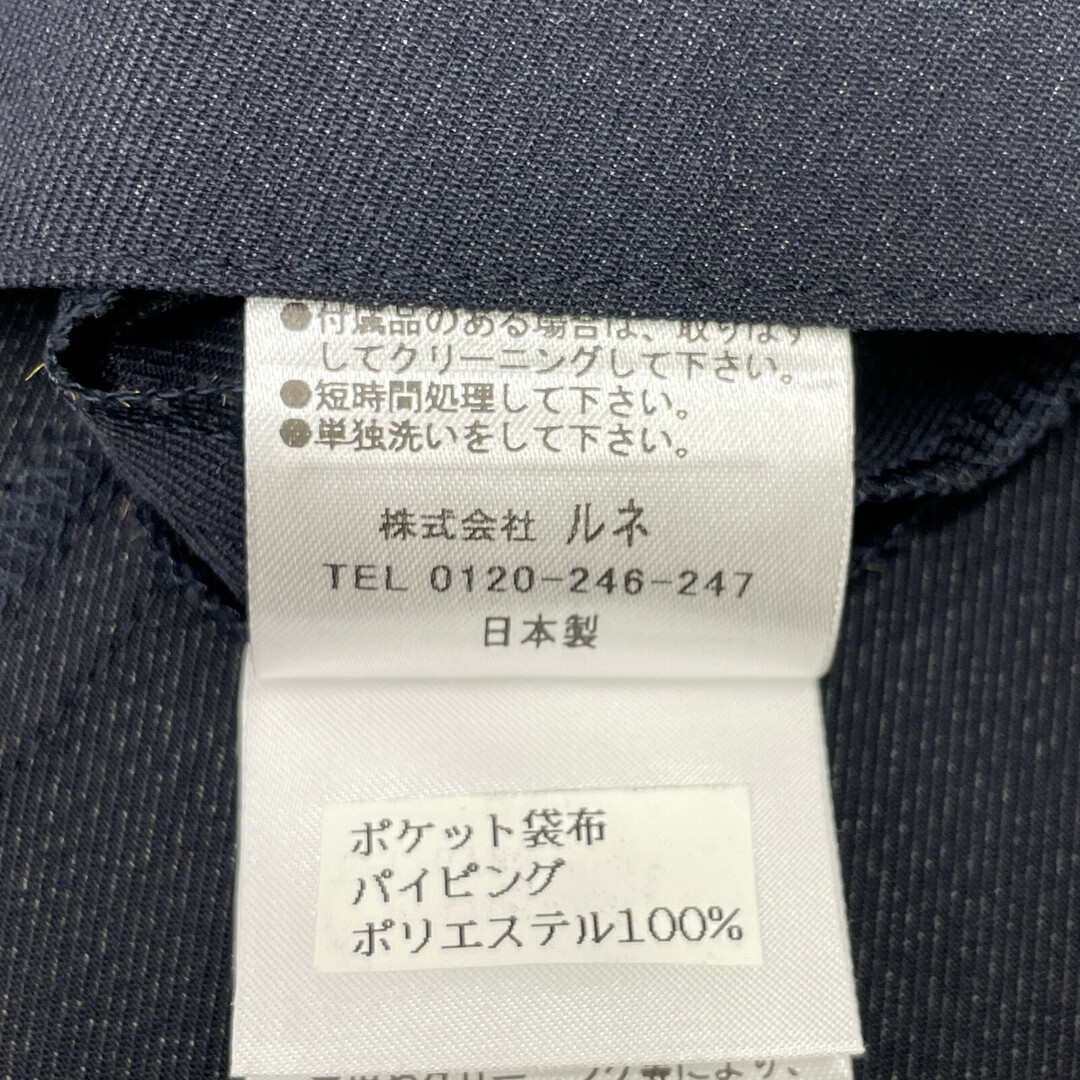 ●付属品のある場合は、取りはず
してクリーニングして下さい。
●短時間処理して下さい。
●単独洗いをして下さい。
株式会社 ルネ
TEL 0120-246-247
日本製
ポケット袋布
パイピング
ポリエステル100%